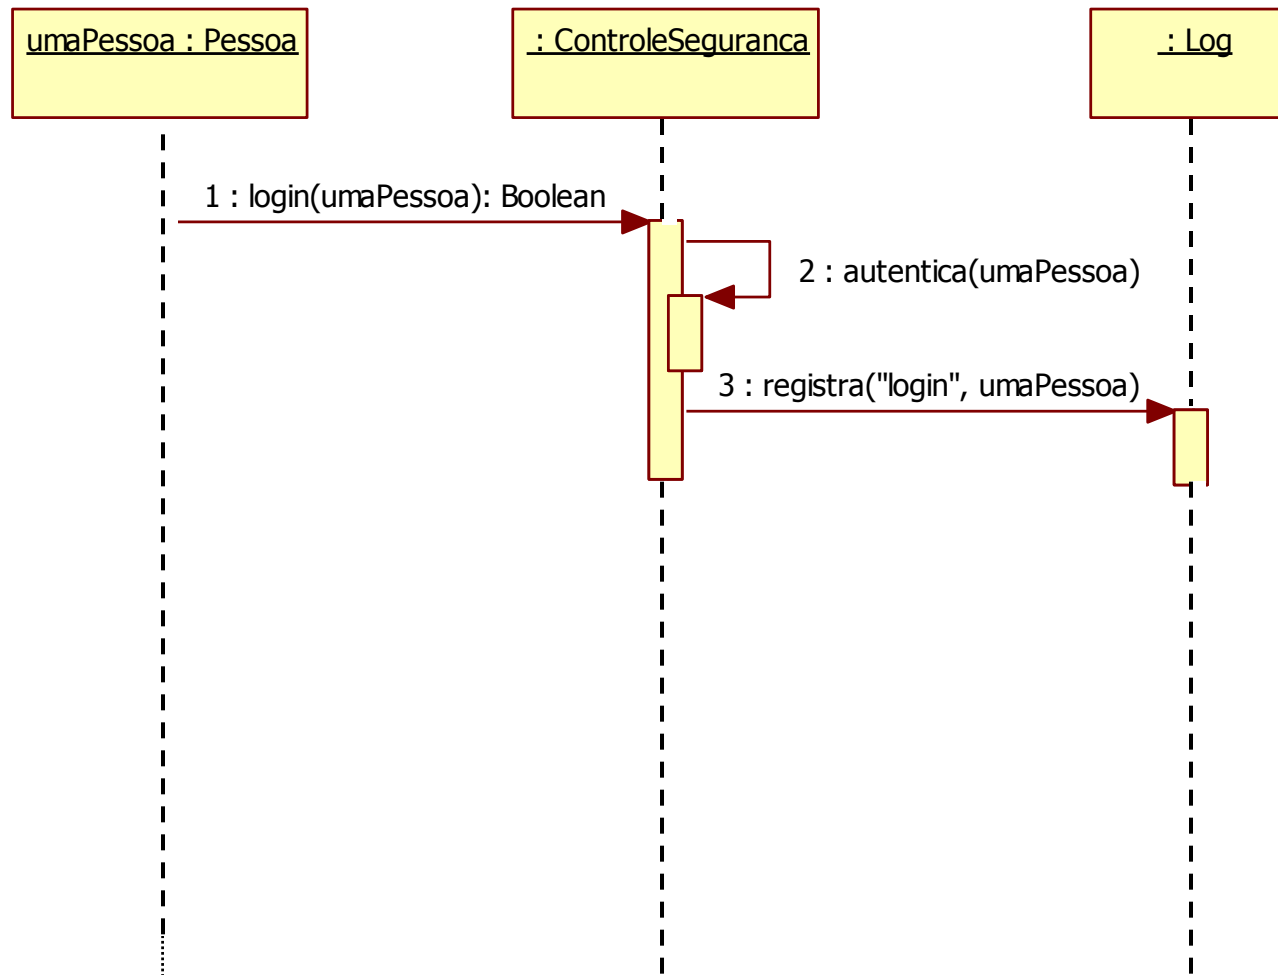 umaPessoa : Pessoa
: ControleSeguranca
: Log
1 : login(umaPessoa): Boolean
2 : autentica(umaPessoa)
3 : registra("login", umaPessoa)